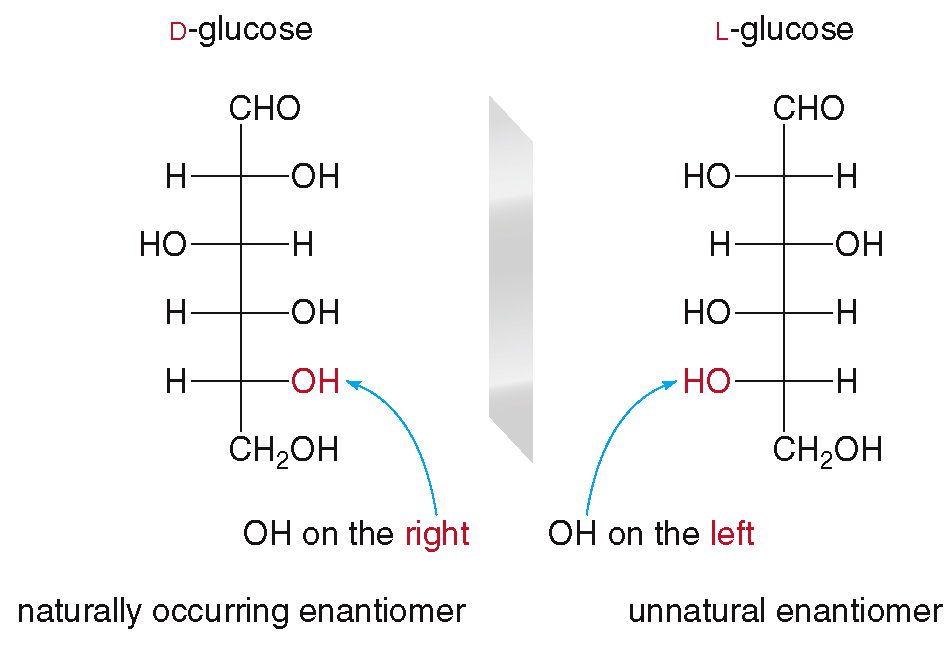 D-glucose L-glucose
CHO CHO
H OH HO H
HO H H OH
H OH HO H
H OH HO H
CH₂OH CH₂OH
OH on the right OH on the left
naturally occurring enantiomer unnatural enantiomer